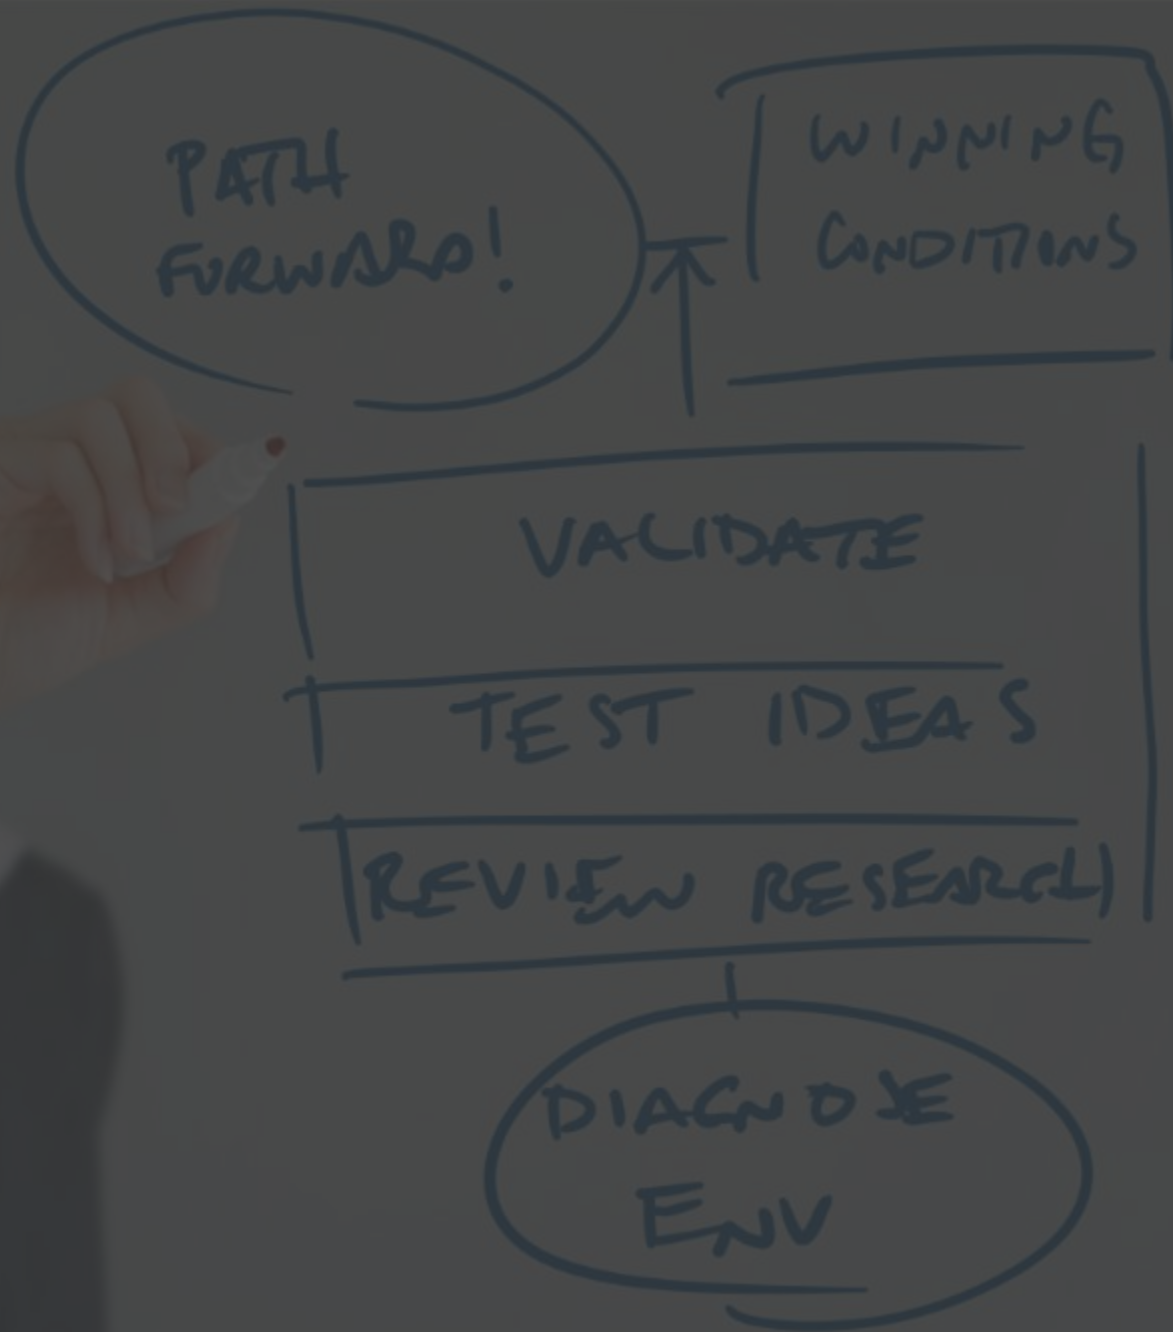 PATH
FORWARD!
WINNING
CONDITIONS
VALIDATE
TEST IDEAS
REVIEW RESEARCH
DIAGNOSE
ENV